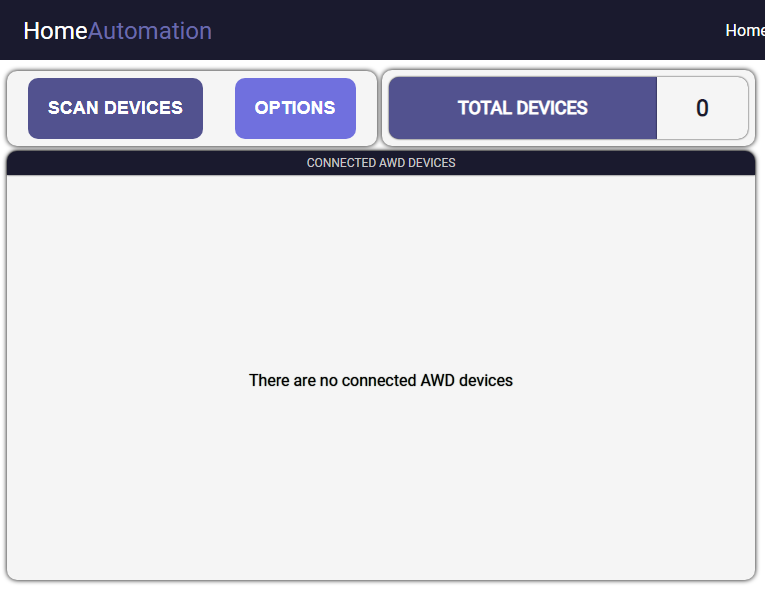 HomeAutomation
Home
SCAN DEVICES
OPTIONS
TOTAL DEVICES
0
CONNECTED AWD DEVICES
There are no connected AWD devices